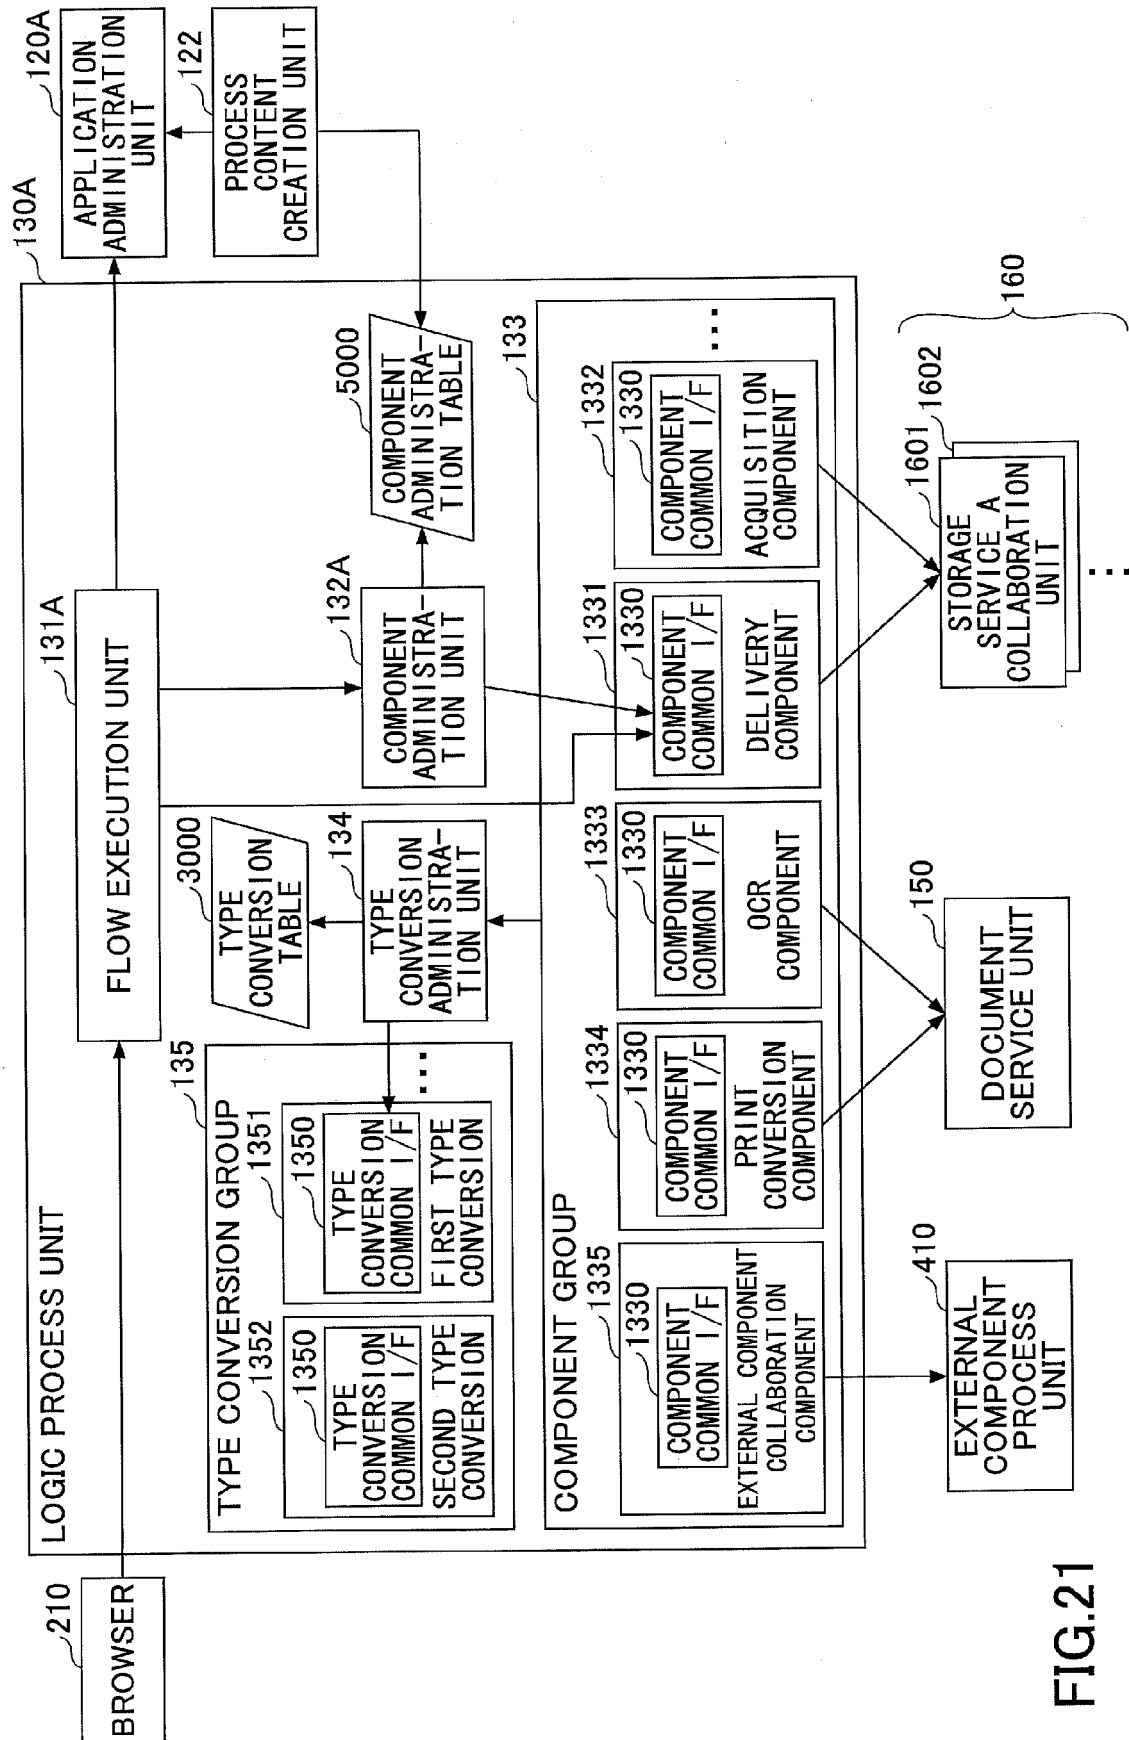 210
BROWSER
LOGIC PROCESS UNIT
130A
131A
FLOW EXECUTION UNIT
120A
APPLICATION
ADMINISTRATION
UNIT
122
PROCESS
CONTENT
CREATION UNIT
135
TYPE CONVERSION GROUP
1352
1350
TYPE
CONVERSION
COMMON I/F
SECOND TYPE
CONVERSION
1351
1350
TYPE
CONVERSION
COMMON I/F
FIRST TYPE
CONVERSION
...
3000
TYPE
CONVERSION
TABLE
134
TYPE
CONVERSION
ADMINISTRA-
TION UNIT
132A
COMPONENT
ADMINISTRA-
TION UNIT
5000
COMPONENT
ADMINISTRA-
TION TABLE
133
COMPONENT GROUP
1335
1330
COMPONENT
COMMON I/F
EXTERNAL COMPONENT
COLLABORATION
COMPONENT
1334
1330
COMPONENT
COMMON I/F
PRINT
CONVERSION
COMPONENT
1333
1330
COMPONENT
COMMON I/F
OCR
COMPONENT
1331
1330
COMPONENT
COMMON I/F
DELIVERY
COMPONENT
1332
1330
COMPONENT
COMMON I/F
ACQUISITION
COMPONENT
...
410
EXTERNAL
COMPONENT
PROCESS
UNIT
150
DOCUMENT
SERVICE UNIT
160
1601
1602
STORAGE
SERVICE A
COLLABORATION
UNIT
...
FIG.21